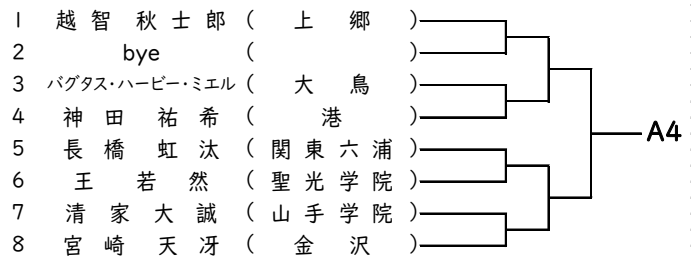 1 越智 秋士郎 ( 上郷 )
2 bye ( )
3 バグタス・ハービー・ミエル ( 大鳥 )
4 神田 祐希 ( 港 )
5 長橋 虹汰 ( 関東六浦 )
6 王 若然 ( 聖光学院 )
7 清家 大誠 ( 山手学院 )
8 宮崎 天冴 ( 金沢 )
A4